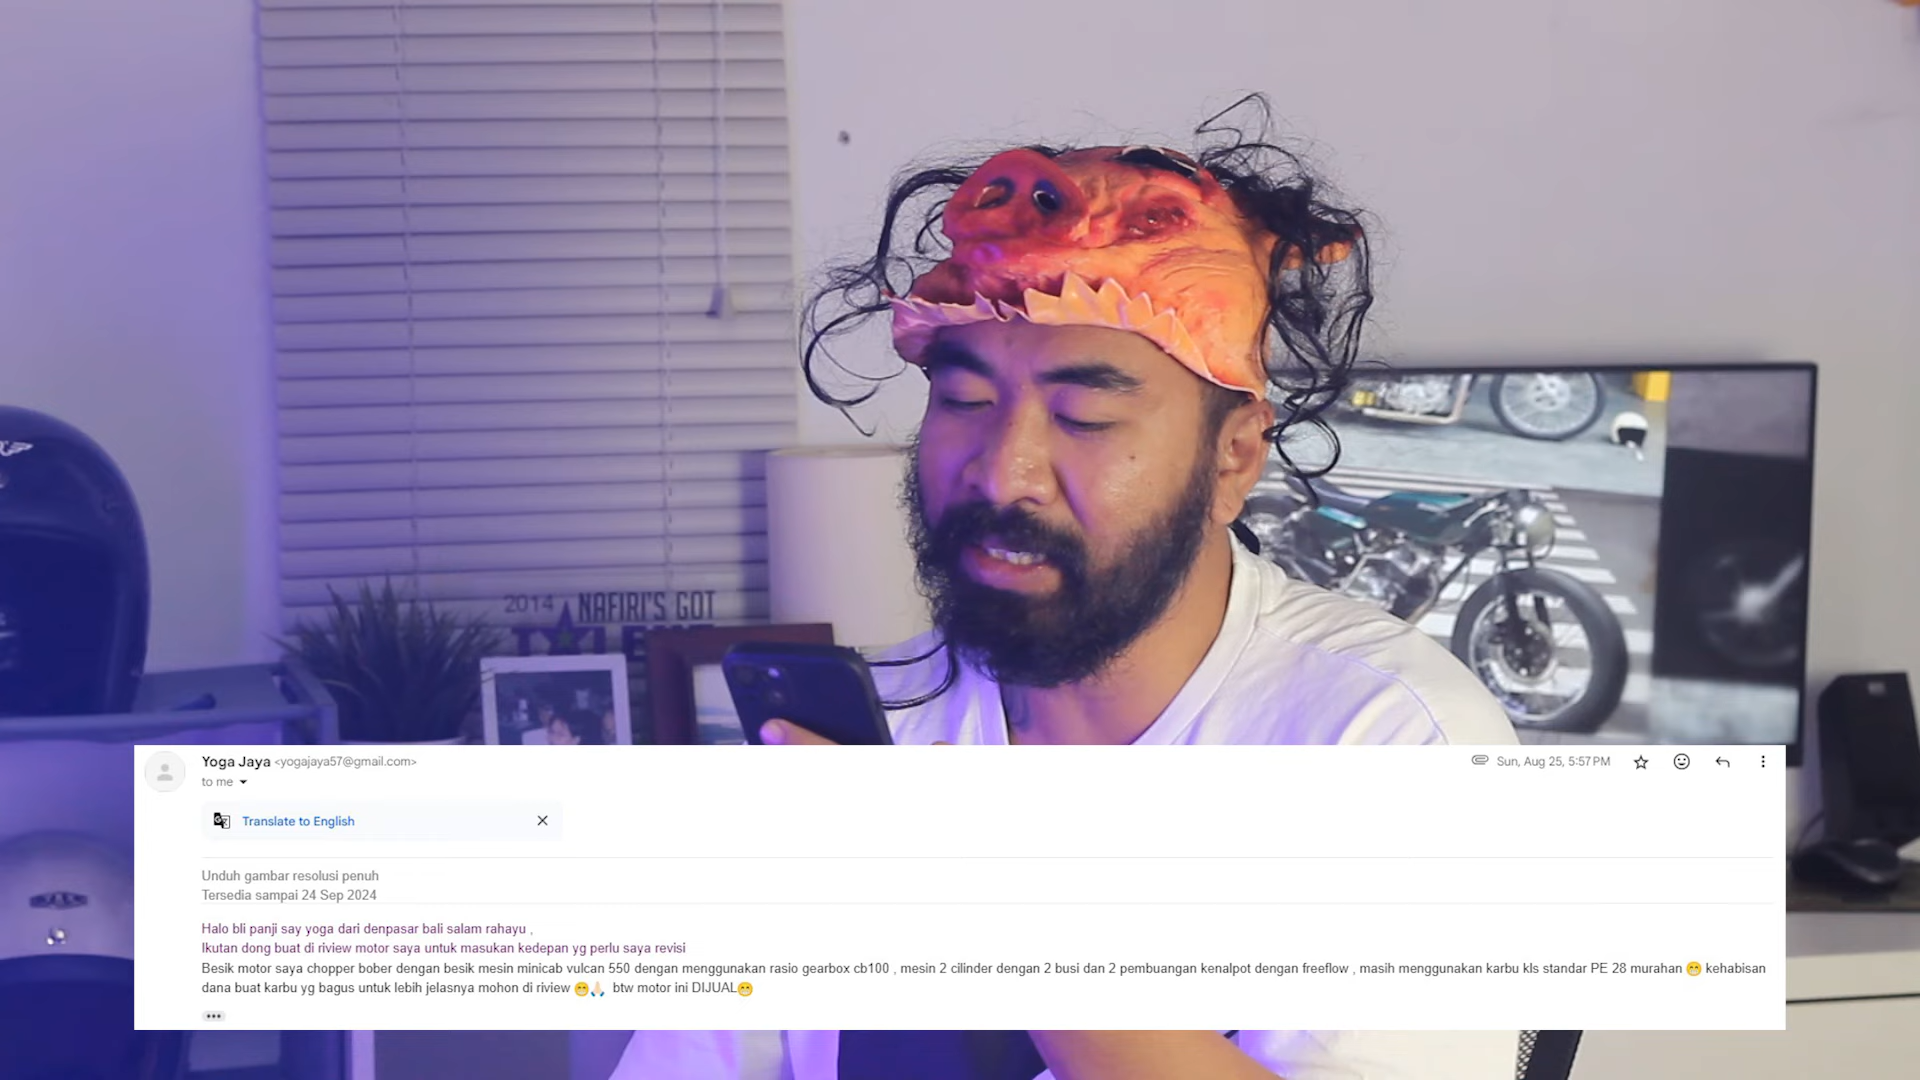 2014 NAFIRI'S GOT
Yoga Jaya <yogajaya57@gmail.com>
Sun, Aug 25, 5:57 PM
to me
Translate to English
Unduh gambar resolusi penuh
Tersedia sampai 24 Sep 2024
Halo bli panji say yoga dari denpasar bali salam rahayu ,
Ikutan dong buat di riview motor saya untuk masukan kedepan yg perlu saya revisi
Besik motor saya chopper bober dengan besik mesin minicab vulcan 550 dengan menggunakan rasio gearbox cb100 , mesin 2 cilinder dengan 2 busi dan 2 pembuangan kenalpot dengan freeflow , masih menggunakan karbu kls standar PE 28 murahan 😁 kehabisan
dana buat karbu yg bagus untuk lebih jelasnya mohon di riview 😁🙏🏻 btw motor ini DIJUAL😁